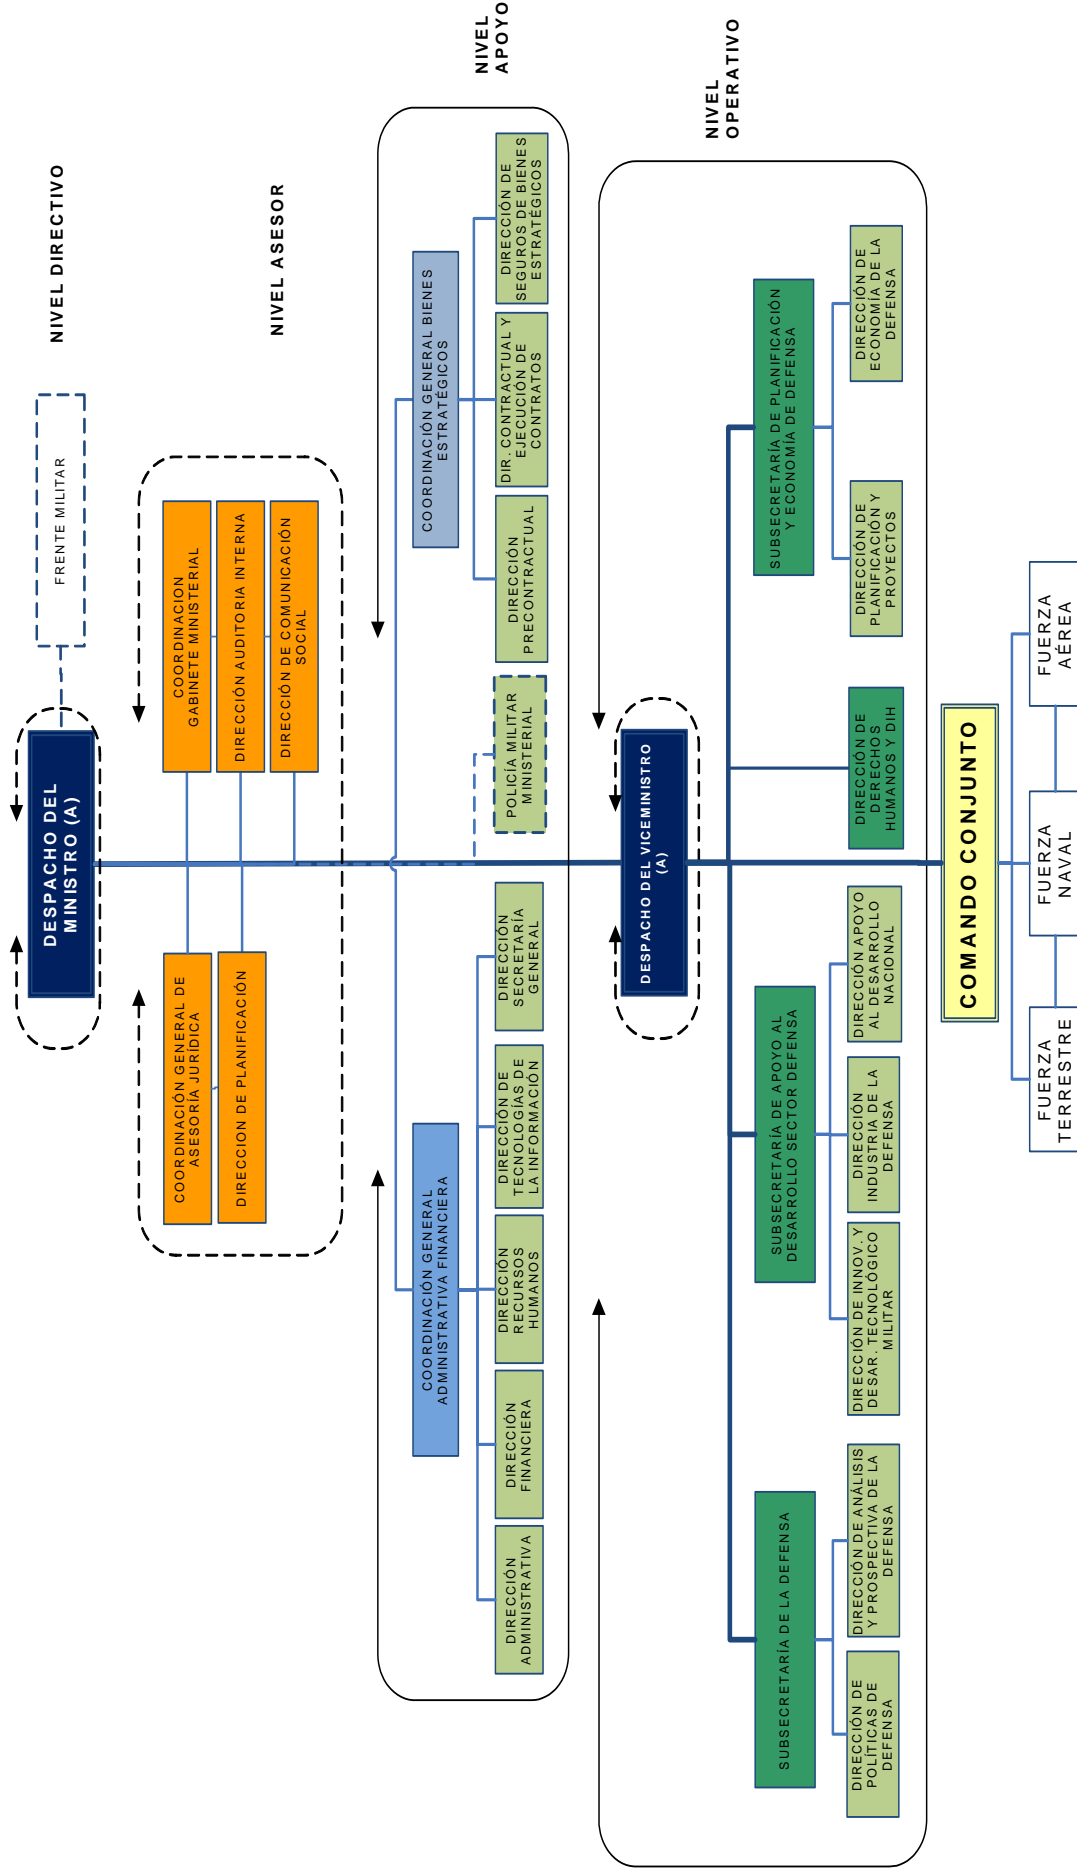 NIVEL DIRECTIVO
DESPACHO DEL
MINISTRO (A)
FRENTE MILITAR
NIVEL ASESOR
COORDINACIÓN GENERAL DE
ASESORÍA JURÍDICA
DIRECCION DE PLANIFICACIÓN
COORDINACION
GABINETE MINISTERIAL
DIRECCIÓN AUDITORIA INTERNA
DIRECCIÓN DE COMUNICACIÓN
SOCIAL
NIVEL
APOYO
COORDINACIÓN GENERAL
ADMINISTRATIVA FINANCIERA
COORDINACIÓN GENERAL BIENES
ESTRATÉGICOS
DIRECCIÓN
ADMINISTRATIVA
DIRECCIÓN
FINANCIERA
DIRECCIÓN
RECURSOS
HUMANOS
DIRECCIÓN DE
TECNOLOGÍAS DE
LA INFORMACIÓN
DIRECCIÓN
SECRETARÍA
GENERAL
POLICÍA MILITAR
MINISTERIAL
DIRECCIÓN
PRECONTRACTUAL
DIR. CONTRACTUAL Y
EJECUCIÓN DE
CONTRATOS
DIRECCIÓN DE
SEGUROS DE BIENES
ESTRATÉGICOS
NIVEL
OPERATIVO
DESPACHO DEL VICEMINISTRO
(A)
SUBSECRETARÍA DE LA DEFENSA
SUBSECRETARÍA DE APOYO AL
DESARROLLO SECTOR DEFENSA
SUBSECRETARÍA DE PLANIFICACIÓN
Y ECONOMÍA DE DEFENSA
DIRECCIÓN DE
POLÍTICAS DE
DEFENSA
DIRECCIÓN DE ANÁLISIS
Y PROSPECTIVA DE LA
DEFENSA
DIRECCIÓN DE INNOV. Y
DESAR. TECNOLÓGICO
MILITAR
DIRECCIÓN
INDUSTRIA DE LA
DEFENSA
DIRECCIÓN APOYO
AL DESARROLLO
NACIONAL
DIRECCIÓN DE
DERECHOS
HUMANOS Y DIH
DIRECCIÓN DE
PLANIFICACIÓN Y
PROYECTOS
DIRECCIÓN DE
ECONOMÍA DE LA
DEFENSA
COMANDO CONJUNTO
FUERZA
TERRESTRE
FUERZA
NAVAL
FUERZA
AÉREA